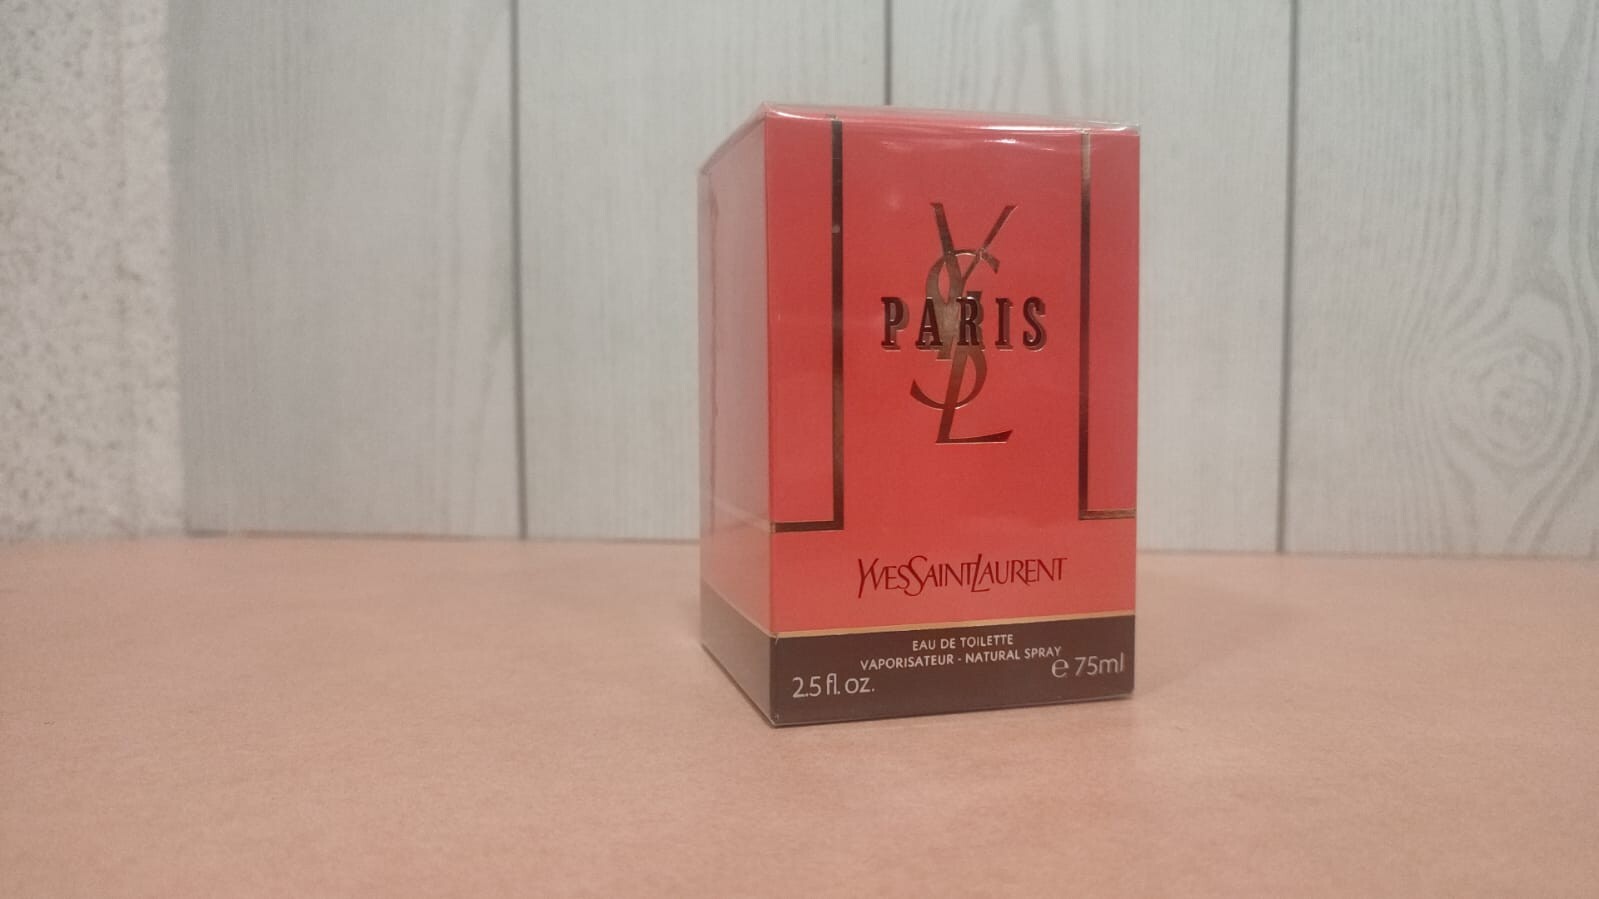 YSL
PARIS
YVESSAINTLAURENT
EAU DE TOILETTE
VAPORISATEUR - NATURAL SPRAY
2.5 fl. oz.
e 75ml